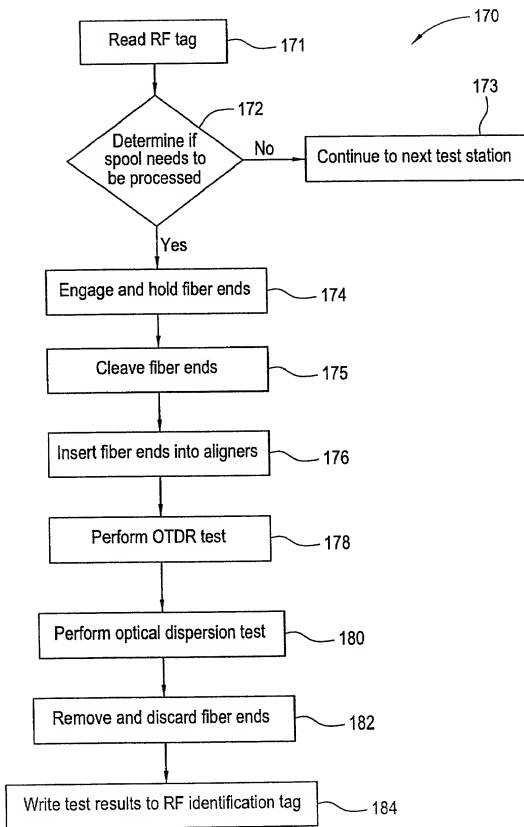 170
Read RF tag
171
172
173
Determine if
spool needs to
be processed
No
Continue to next test station
Yes
Engage and hold fiber ends
174
Cleave fiber ends
175
Insert fiber ends into aligners
176
Perform OTDR test
178
Perform optical dispersion test
180
Remove and discard fiber ends
182
Write test results to RF identification tag
184